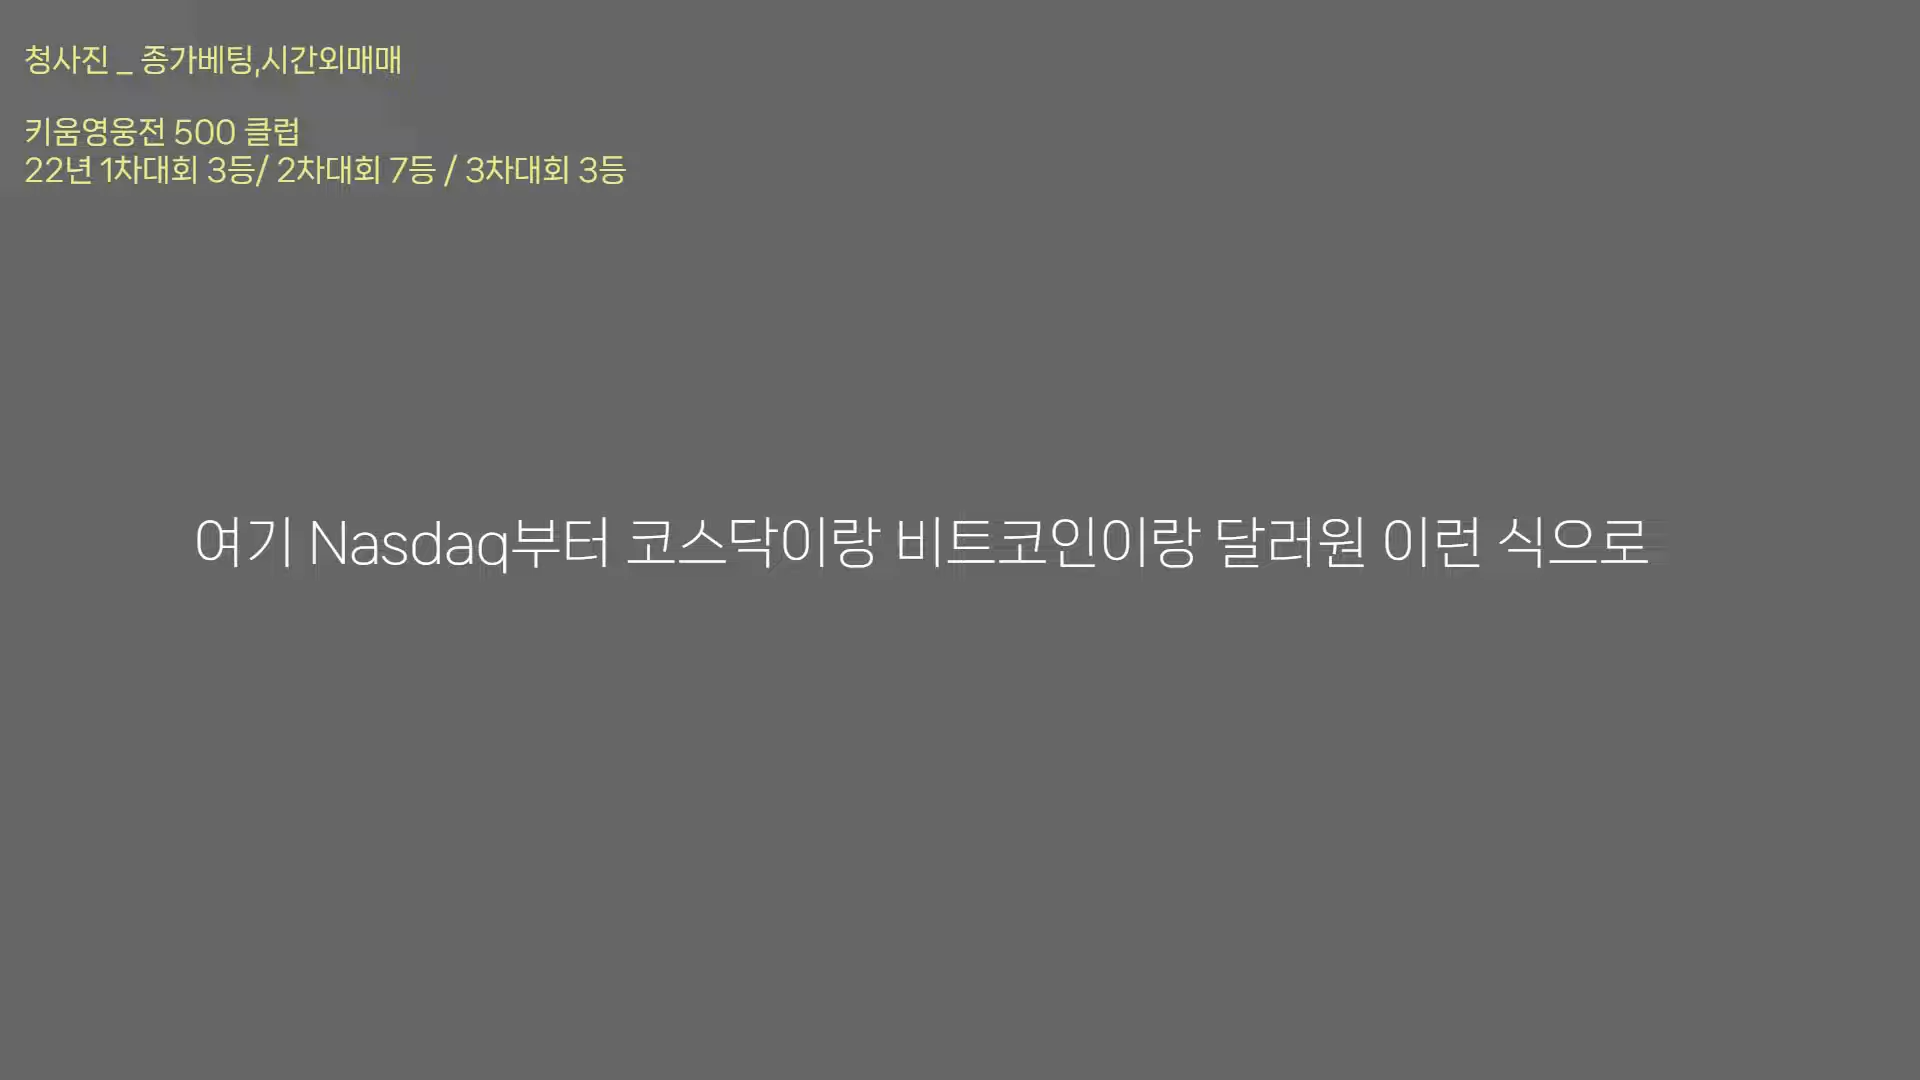 청사진 _ 종가베팅,시간외매매
키움영웅전 500 클럽
22년 1차대회 3등/ 2차대회 7등 / 3차대회 3등
여기 Nasdaq부터 코스닥이랑 비트코인이랑 달러원 이런 식으로